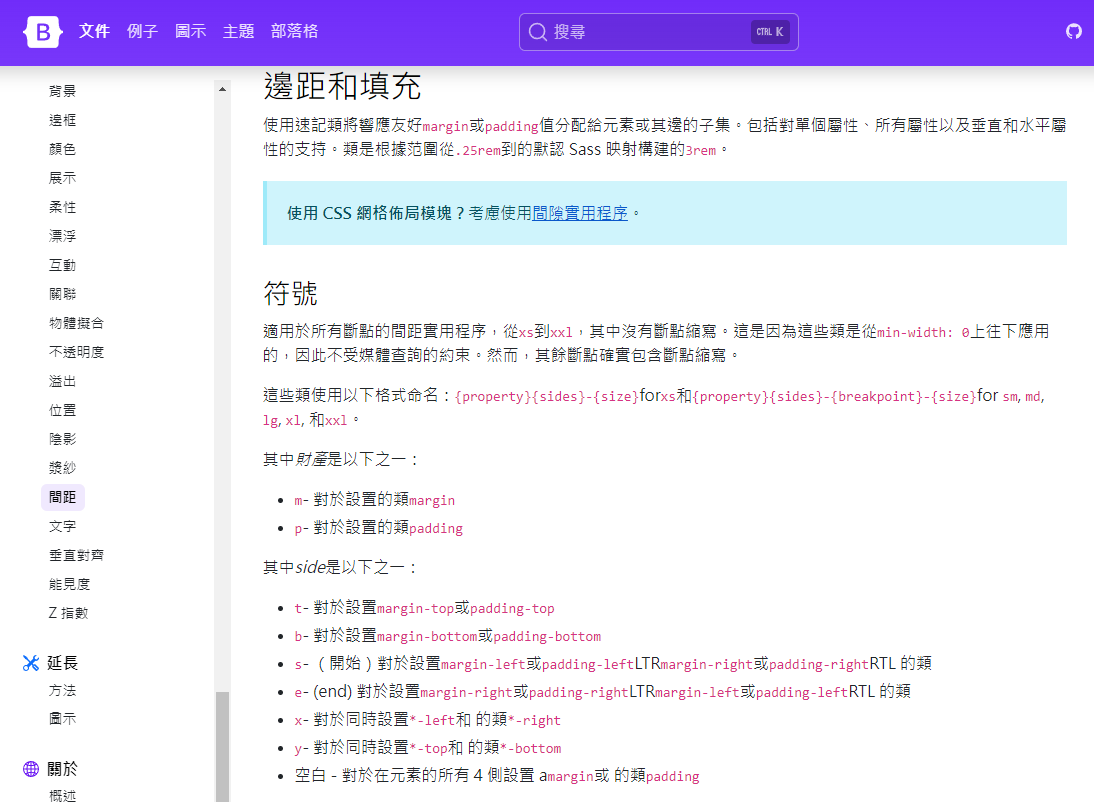 B 文件 例子 圖示 主題 部落格 搜尋 CTRL K
背景
邊框
顏色
展示
柔性
漂浮
互動
關聯
物體擬合
不透明度
溢出
位置
陰影
漿紗
間距
文字
垂直對齊
能見度
Z 指數
延長
方法
圖示
關於
概述
邊距和填充
使用速記類將響應友好margin或padding值分配給元素或其邊的子集。包括對單個屬性、所有屬性以及垂直和水平屬
性的支持。類是根據范圍從.25rem到的默認 Sass 映射構建的3rem。
使用 CSS 網格佈局模塊？考慮使用間隙實用程序。
符號
適用於所有斷點的間距實用程序，從xs到xxl，其中沒有斷點縮寫。這是因為這些類是從min-width: 0上往下應用
的，因此不受媒體查詢的約束。然而，其餘斷點確實包含斷點縮寫。
這些類使用以下格式命名：{property}{sides}-{size}forxs和{property}{sides}-{breakpoint}-{size}for sm, md,
lg, xl, 和xxl。
其中財產是以下之一：
m- 對於設置的類margin
p- 對於設置的類padding
其中side是以下之一：
t- 對於設置margin-top或padding-top
b- 對於設置margin-bottom或padding-bottom
s- （開始）對於設置margin-left或padding-leftLTRmargin-right或padding-rightRTL 的類
e- (end) 對於設置margin-right或padding-rightLTRmargin-left或padding-leftRTL 的類
x- 對於同時設置*-left和 的類*-right
y- 對於同時設置*-top和 的類*-bottom
空白 - 對於在元素的所有 4 側設置 amargin或 的類padding